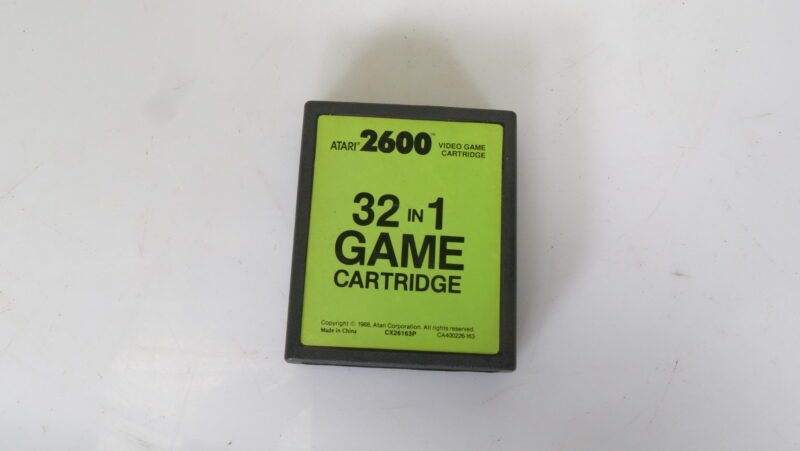 ATARI® 2600™ VIDEO GAME
CARTRIDGE
32 IN 1
GAME
CARTRIDGE
Copyright © 1988, Atari Corporation. All rights reserved.
Made in China CX26163P CA400226-163